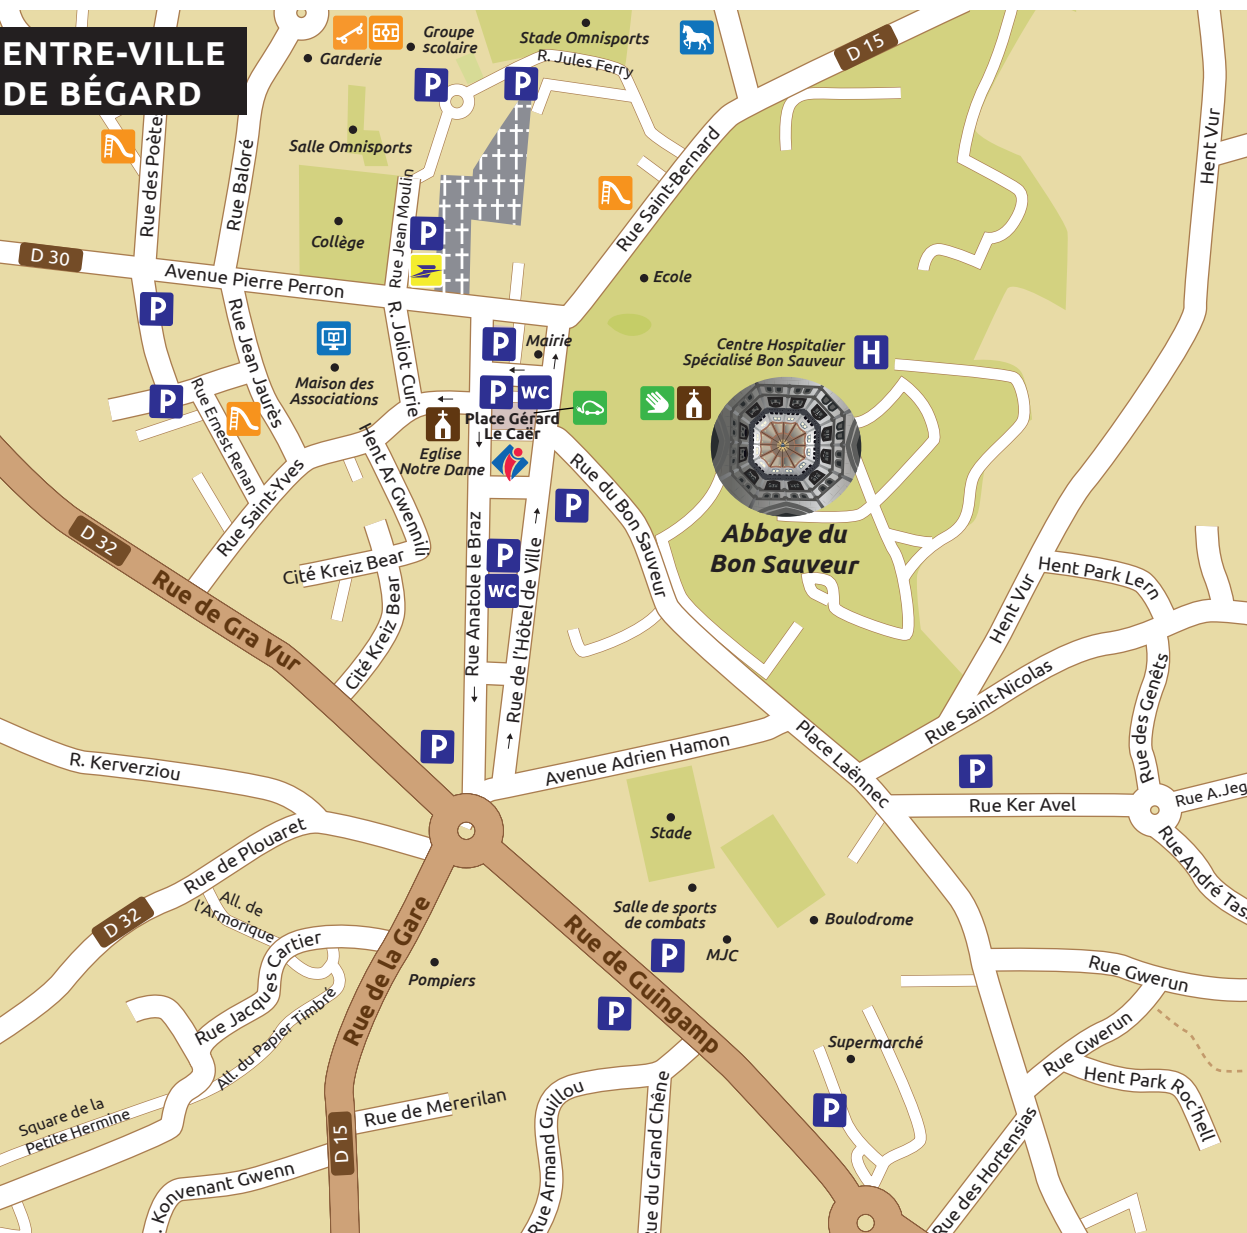 ENTRE-VILLE
DE BÉGARD
Garderie
Groupe
scolaire
Stade Omnisports
R. Jules Ferry
D 15
P
P
Salle Omnisports
Rue des Poètes
Rue Baloré
Rue Jean Moulin
Collège
P
Rue Saint-Bernard
Hent Vur
D 30
Avenue Pierre Perron
Ecole
P
Rue Jean Jaurès
R. Joliot Curie
Maison des
Associations
P
Mairie
Centre Hospitalier
Spécialisé Bon Sauveur
H
P
Rue Ernest Renan
P
WC
Place Gérard
Le Caër
Eglise
Notre Dame
Hent Ar Gwennili
Rue Saint-Yves
Rue du Bon Sauveur
P
Abbaye du
Bon Sauveur
D 32
Rue de Gra Vur
Cité Kreiz Bear
Cité Kreiz Bear
Rue Anatole le Braz
P
WC
Rue de l'Hôtel de Ville
Hent Park Lern
Hent Vur
Rue Saint-Nicolas
Rue des Genêts
P
Avenue Adrien Hamon
Place Laënnec
P
R. Kerverziou
Rue Ker Avel
Rue A.Jeg
Rue André Tas
Stade
Rue de Plouaret
D 32
All. de
l'Armorique
Rue Jacques Cartier
All. du Papier Timbré
Rue de la Gare
Pompiers
Salle de sports
de combats
Boulodrome
MJC
P
Rue de Guingamp
P
Rue Gwerun
Rue Gwerun
Supermarché
P
Hent Park Roc'hell
Square de la
Petite Hermine
Rue de Mererilan
D 15
. Konvenant Gwenn
Rue Armand Guillou
ue du Grand Chêne
Rue des Hortensias